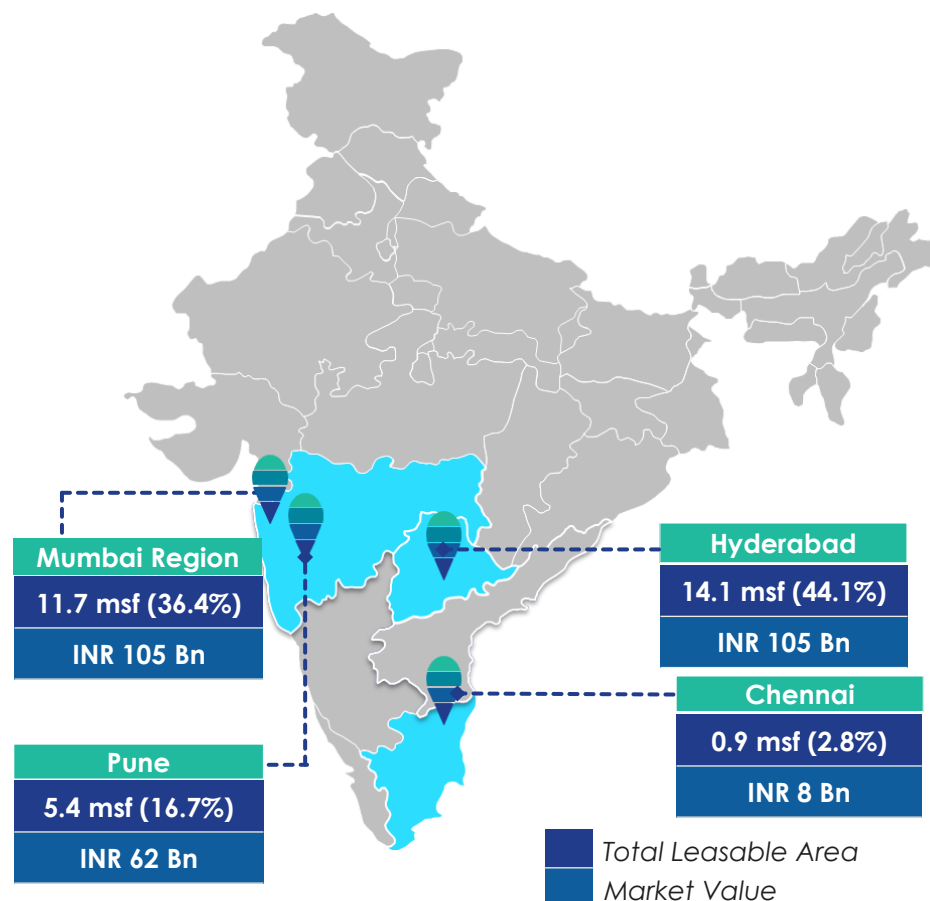 Mumbai Region
11.7 msf (36.4%)
INR 105 Bn
Pune
5.4 msf (16.7%)
INR 62 Bn
Hyderabad
14.1 msf (44.1%)
INR 105 Bn
Chennai
0.9 msf (2.8%)
INR 8 Bn
Total Leasable Area
Market Value